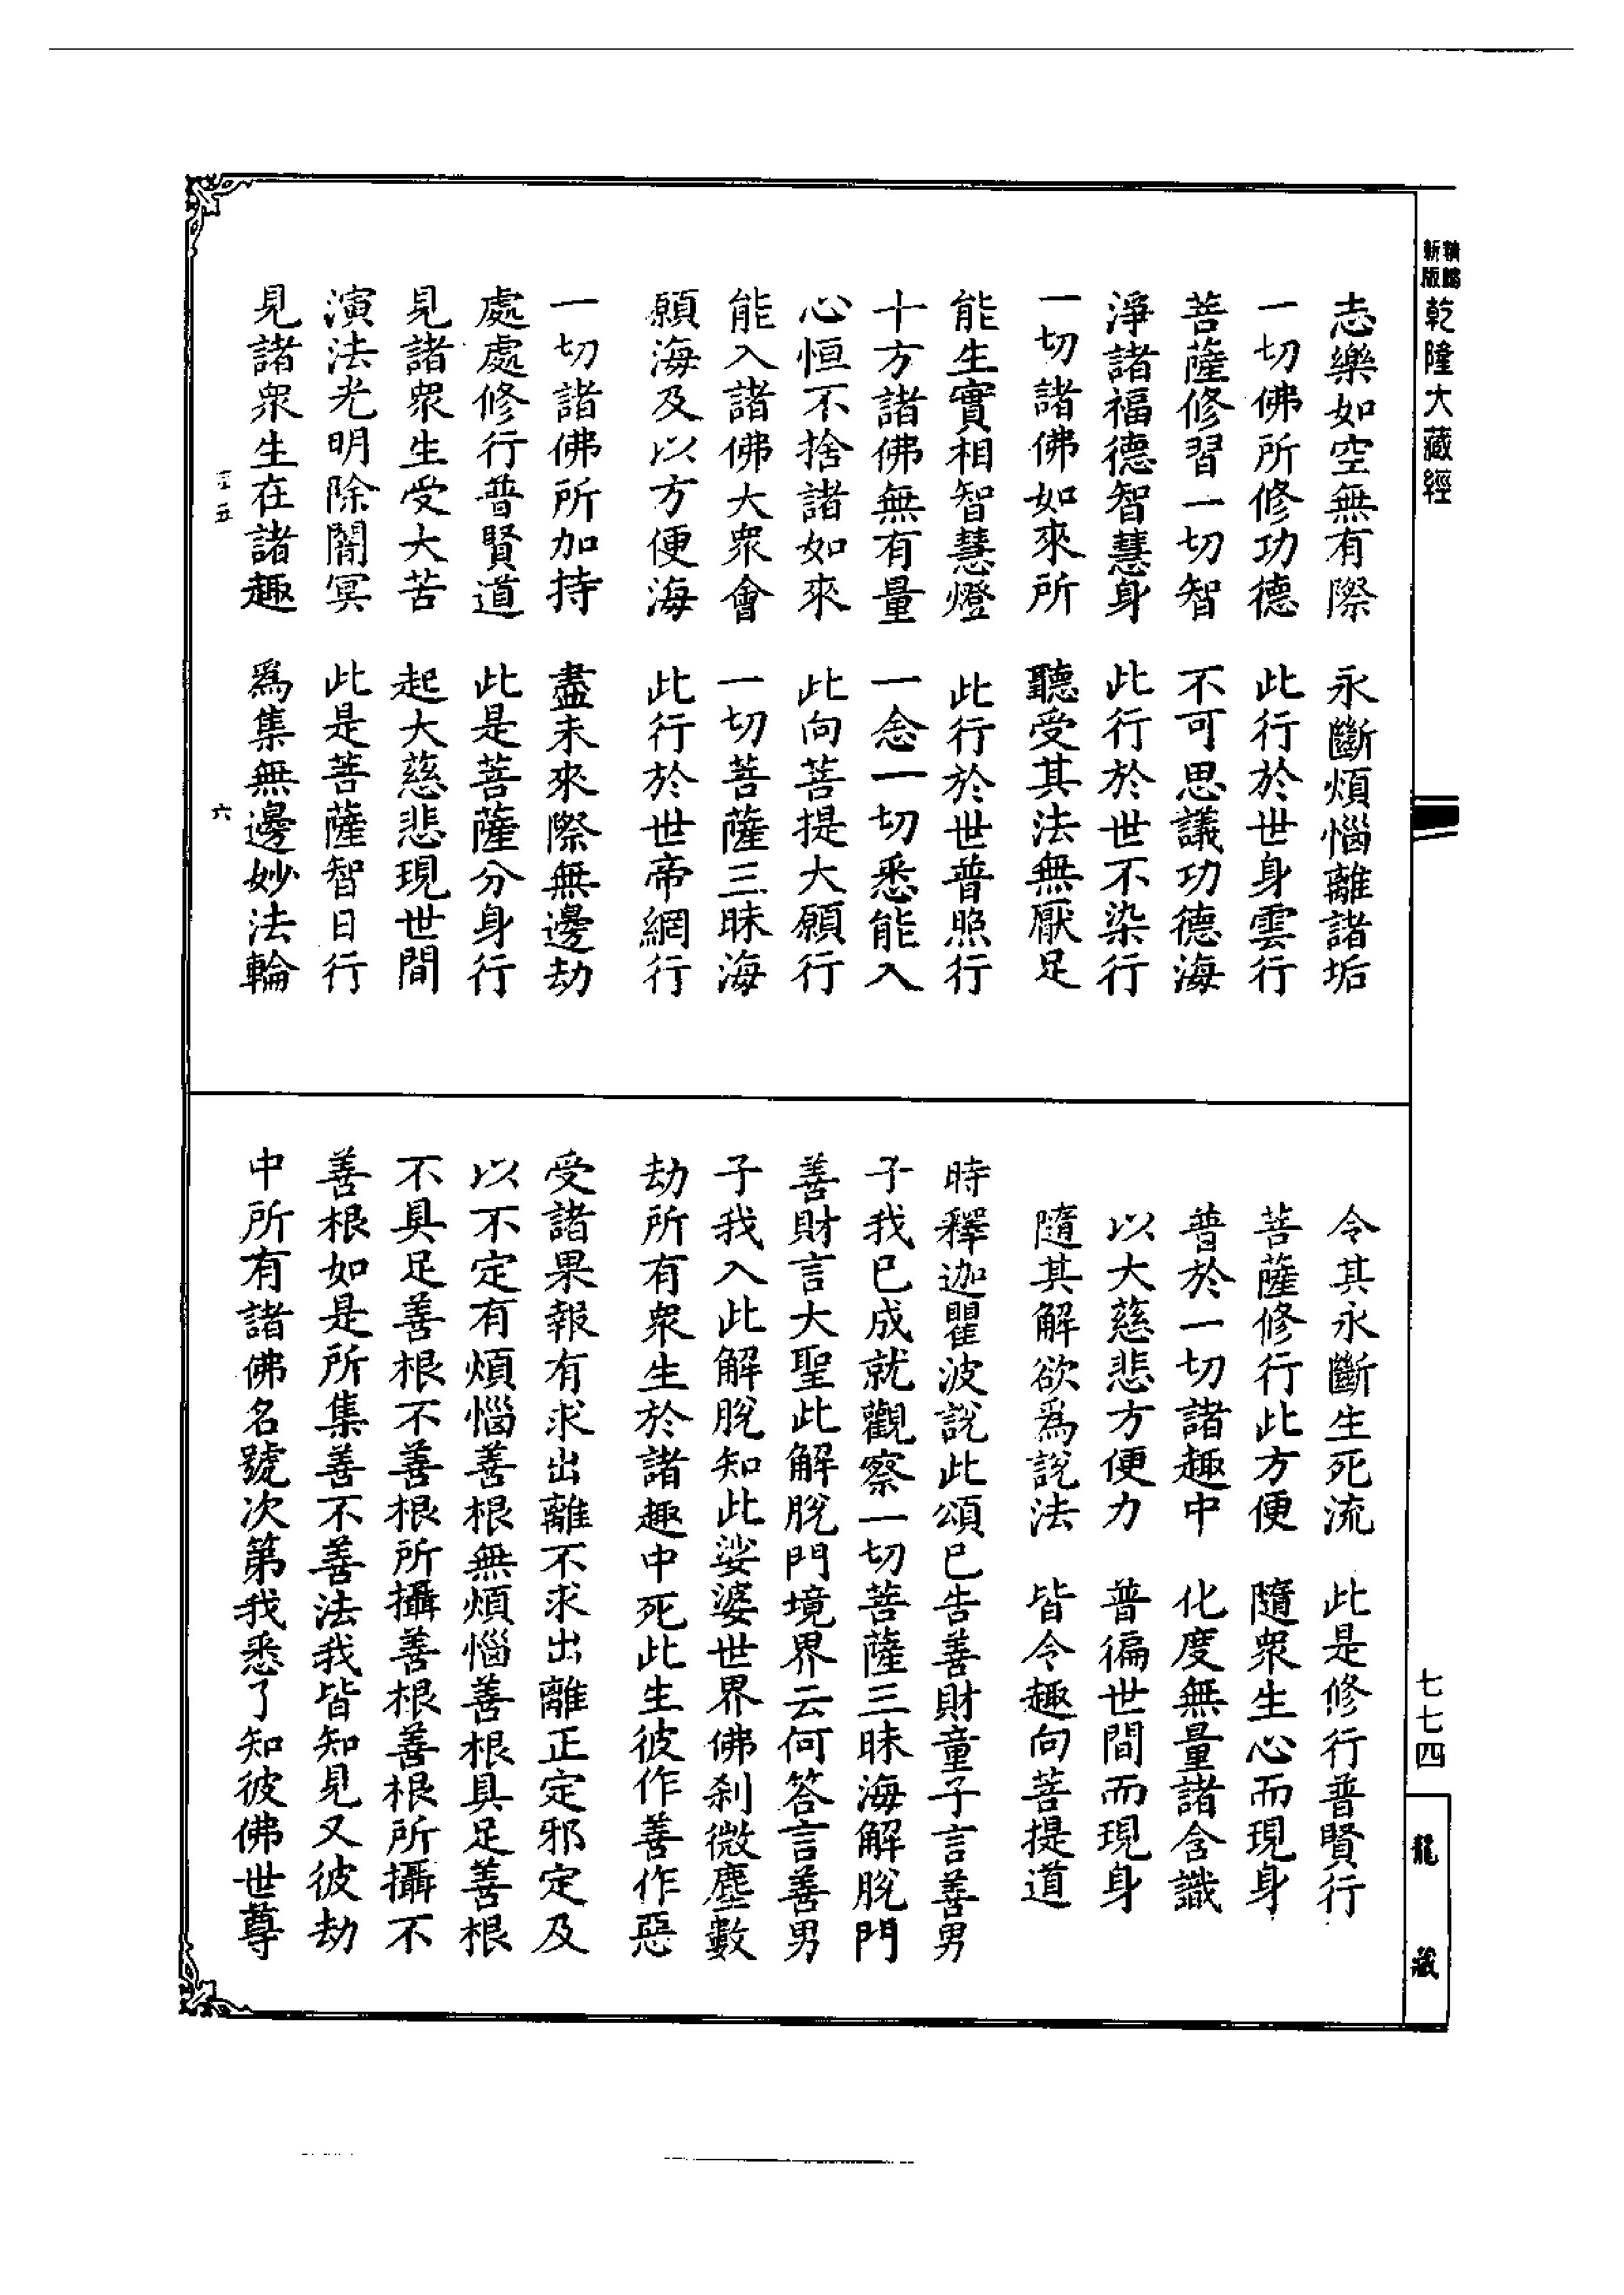 精縮新版 乾隆大藏經
志樂如空無有際 永斷煩惱離諸垢
一切佛所修功德 此行於世身雲行
菩薩修習一切智 不可思議功德海
淨諸福德智慧身 此行於世不染行
一切諸佛如來所 聽受其法無厭足
能生實相智慧燈 此行於世普照行
十方諸佛無有量 一念一切悉能入
心恒不捨諸如來 此向菩提大願行
能入諸佛大眾會 一切菩薩三昧海
願海及以方便海 此行於世帝網行
一切諸佛所加持 盡未來際無邊劫
處處修行普賢道 此是菩薩分身行
見諸眾生受大苦 起大慈悲現世間
演法光明除闇冥 此是菩薩智日行
見諸眾生在諸趣 爲集無邊妙法輪
五 六
令其永斷生死流 此是修行普賢行
菩薩修行此方便 隨眾生心而現身
普於一切諸趣中 化度無量諸含識
以大慈悲方便力 普徧世間而現身
隨其解欲爲說法 皆令趣向菩提道
時釋迦瞿波說此頌已告善財童子言善男
子我已成就觀察一切菩薩三昧海解脫門
善財言大聖此解脫門境界云何答言善男
子我入此解脫知此娑婆世界佛刹微塵數
劫所有眾生於諸趣中死此生彼作善作惡
受諸果報有求出離不求出離正定邪定及
以不定有煩惱善根無煩惱善根具足善根
不具足善根不善根所攝善根善根所攝不
善根如是所集善不善法我皆知見又彼劫
中所有諸佛名號次第我悉了知彼佛世尊
七七四
龍藏